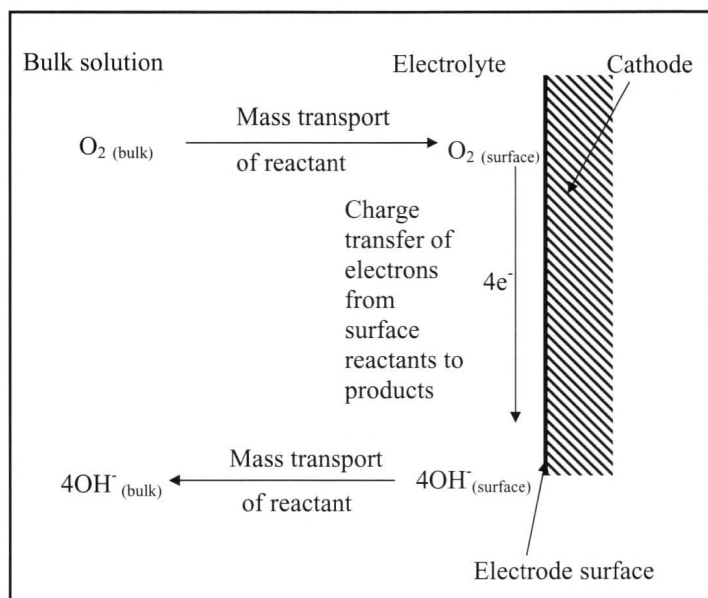 Bulk solution
Electrolyte
Cathode
Mass transport
O₂ (bulk)
O₂ (surface)
of reactant
Charge
transfer of
electrons
from
surface
reactants to
products
4e⁻
Mass transport
4OH⁻ (bulk)
4OH⁻ (surface)
of reactant
Electrode surface